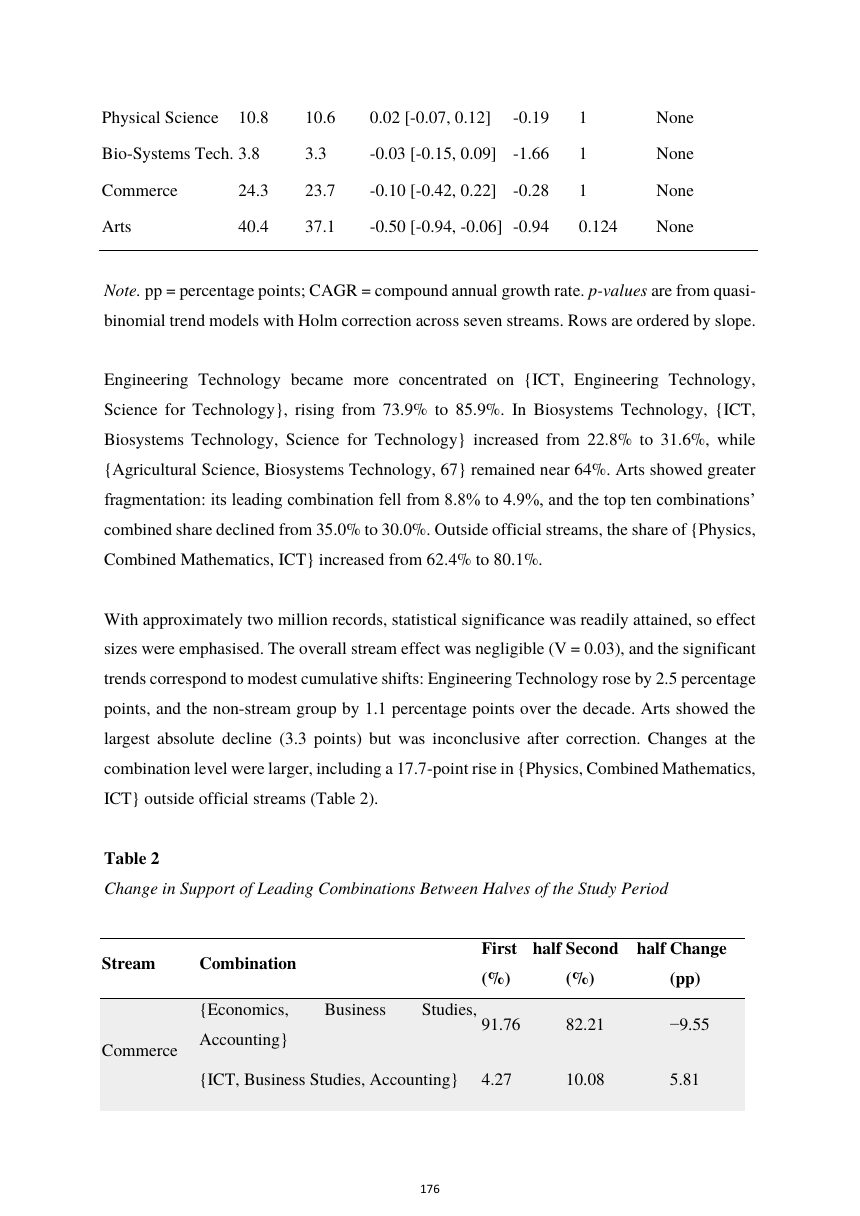 Physical Science 10.8 10.6 0.02 [-0.07, 0.12] -0.19 1 None
Bio-Systems Tech. 3.8 3.3 -0.03 [-0.15, 0.09] -1.66 1 None
Commerce 24.3 23.7 -0.10 [-0.42, 0.22] -0.28 1 None
Arts 40.4 37.1 -0.50 [-0.94, -0.06] -0.94 0.124 None
Note. pp = percentage points; CAGR = compound annual growth rate. p-values are from quasi-
binomial trend models with Holm correction across seven streams. Rows are ordered by slope.
Engineering Technology became more concentrated on {ICT, Engineering Technology,
Science for Technology}, rising from 73.9% to 85.9%. In Biosystems Technology, {ICT,
Biosystems Technology, Science for Technology} increased from 22.8% to 31.6%, while
{Agricultural Science, Biosystems Technology, 67} remained near 64%. Arts showed greater
fragmentation: its leading combination fell from 8.8% to 4.9%, and the top ten combinations’
combined share declined from 35.0% to 30.0%. Outside official streams, the share of {Physics,
Combined Mathematics, ICT} increased from 62.4% to 80.1%.
With approximately two million records, statistical significance was readily attained, so effect
sizes were emphasised. The overall stream effect was negligible (V = 0.03), and the significant
trends correspond to modest cumulative shifts: Engineering Technology rose by 2.5 percentage
points, and the non-stream group by 1.1 percentage points over the decade. Arts showed the
largest absolute decline (3.3 points) but was inconclusive after correction. Changes at the
combination level were larger, including a 17.7-point rise in {Physics, Combined Mathematics,
ICT} outside official streams (Table 2).
Table 2
Change in Support of Leading Combinations Between Halves of the Study Period
Stream Combination First half Second half Change
(%) (%) (pp)
Commerce
{Economics, Business Studies,
Accounting} 91.76 82.21 −9.55
{ICT, Business Studies, Accounting} 4.27 10.08 5.81
176